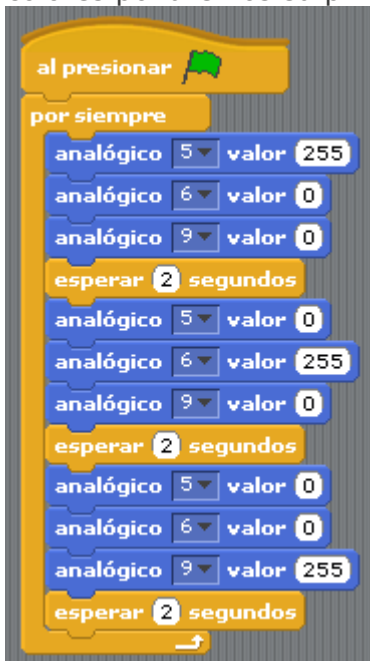 al presionar
por siempre
analógico 5 valor 255
analógico 6 valor 0
analógico 9 valor 0
esperar 2 segundos
analógico 5 valor 0
analógico 6 valor 255
analógico 9 valor 0
esperar 2 segundos
analógico 5 valor 0
analógico 6 valor 0
analógico 9 valor 255
esperar 2 segundos